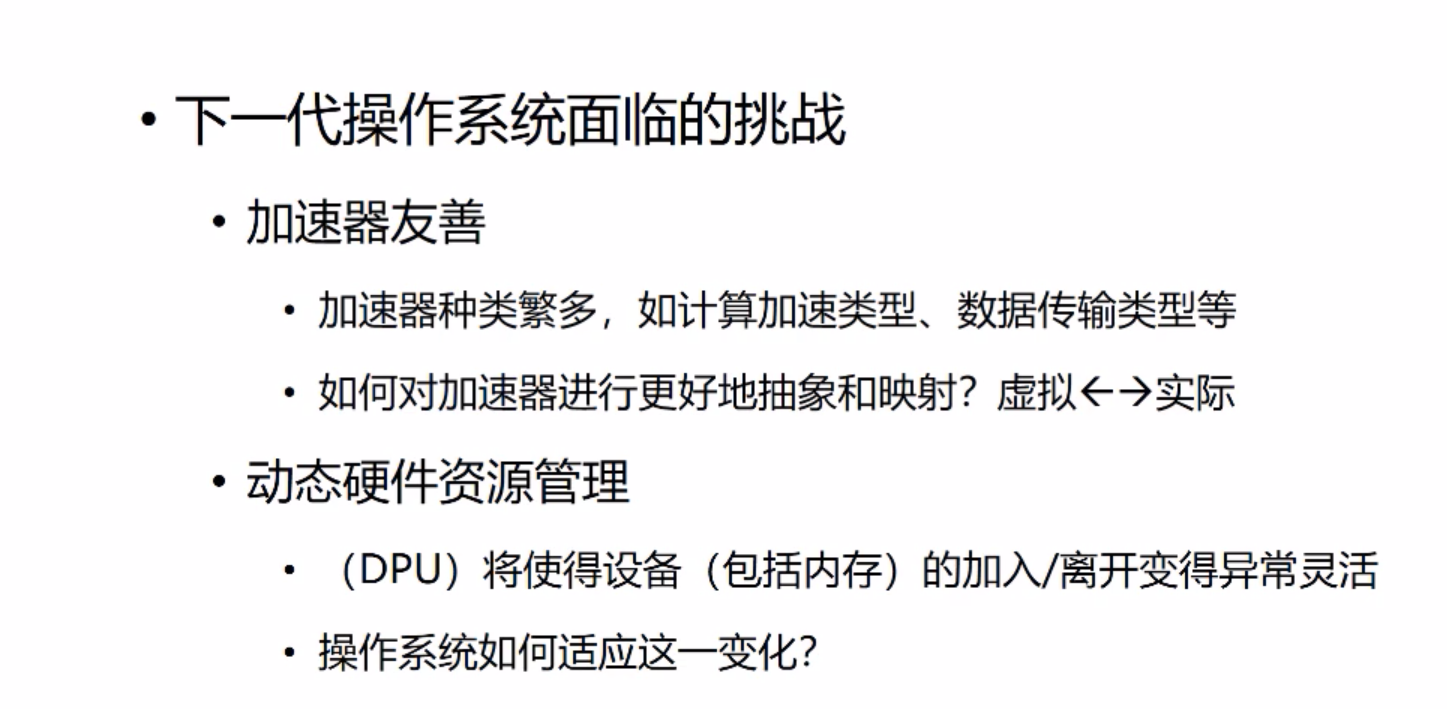 • 下一代操作系统面临的挑战
• 加速器友善
• 加速器种类繁多，如计算加速类型、数据传输类型等
• 如何对加速器进行更好地抽象和映射？虚拟←→实际
• 动态硬件资源管理
• （DPU）将使得设备（包括内存）的加入/离开变得异常灵活
• 操作系统如何适应这一变化？